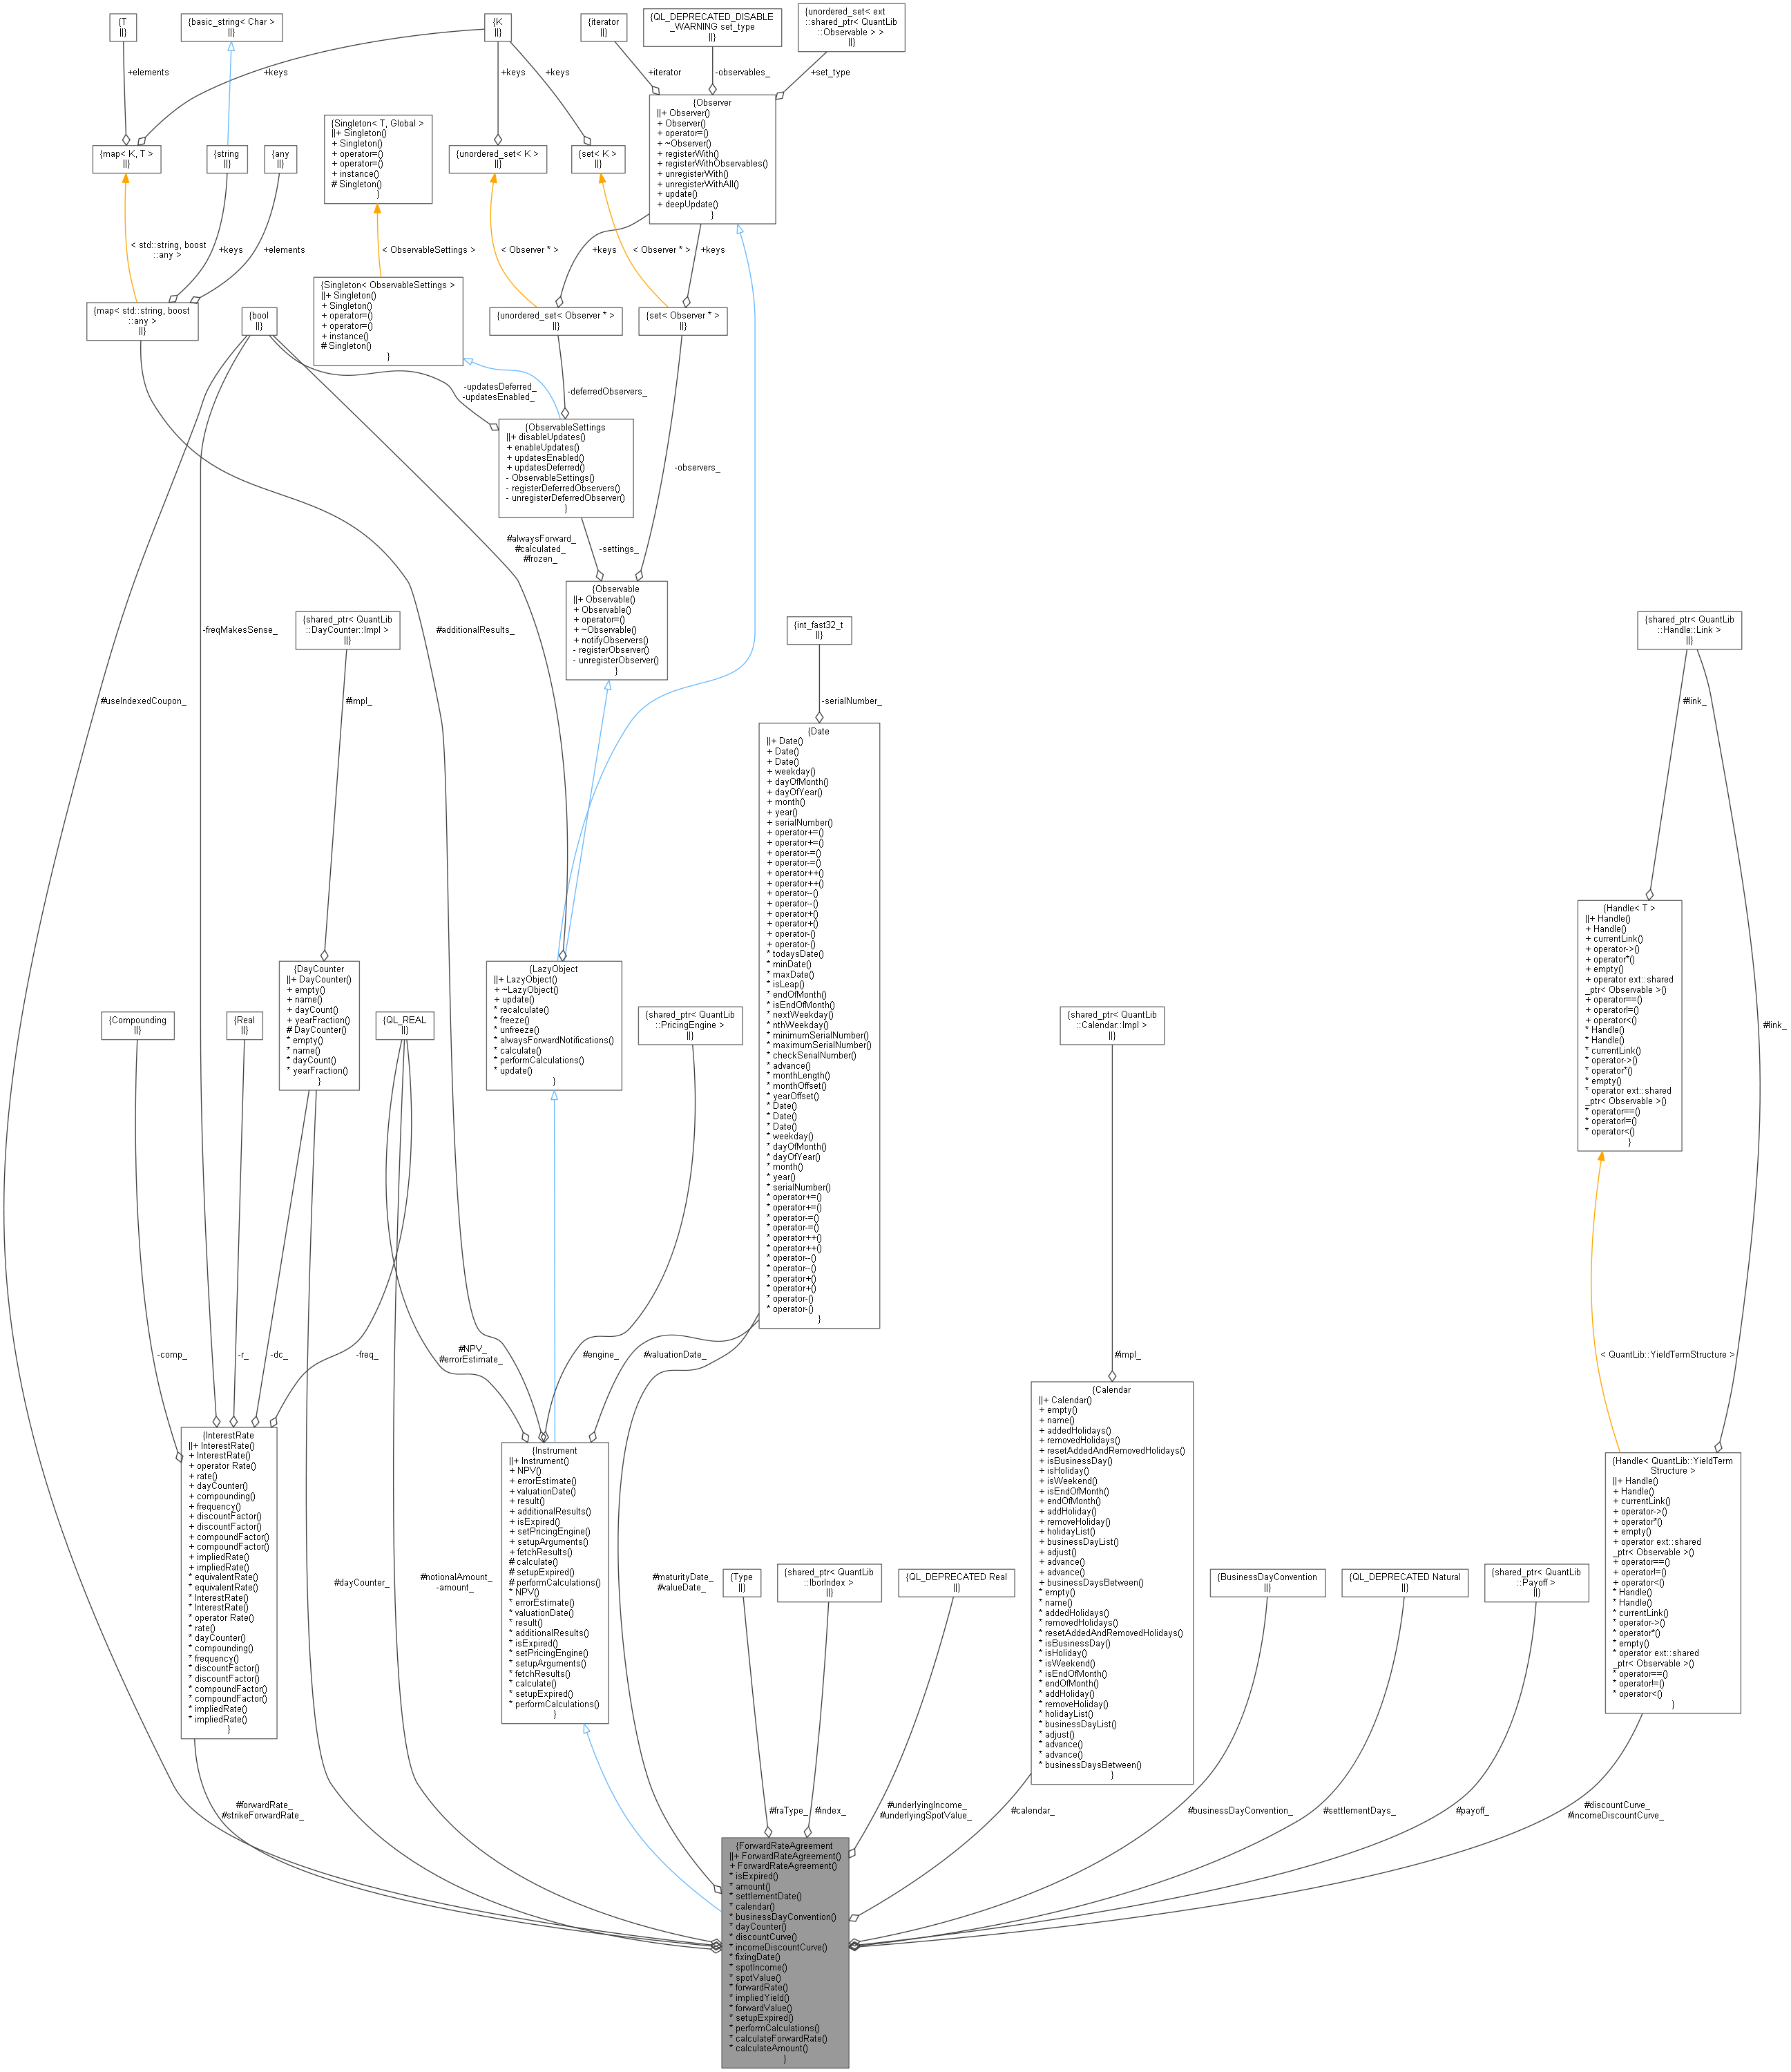 {T
||}
{basic_string< Char >
||}
{K
||}
{iterator
||}
{QL_DEPRECATED_DISABLE
_WARNING set_type
||}
{unordered_set< ext
::shared_ptr< QuantLib
::Observable > >
||}
+elements
+keys
+keys
+keys
+iterator
-observables_
+set_type
{map< K, T >
||}
{string
||}
{any
||}
{Singleton< T, Global >
||+ Singleton()
+ Singleton()
+ operator=()
+ operator=()
+ instance()
# Singleton()
}
{unordered_set< K >
||}
{set< K >
||}
{Observer
||+ Observer()
+ Observer()
+ operator=()
+ ~Observer()
+ registerWith()
+ registerWithObservables()
+ unregisterWith()
+ unregisterWithAll()
+ update()
+ deepUpdate()
}
< std::string, boost
::any >
+keys
+elements
< ObservableSettings >
< Observer * >
+keys
< Observer * >
+keys
{map< std::string, boost
::any >
||}
{bool
||}
{Singleton< ObservableSettings >
||+ Singleton()
+ Singleton()
+ operator=()
+ operator=()
+ instance()
# Singleton()
}
{unordered_set< Observer * >
||}
{set< Observer * >
||}
-updatesDeferred_
-updatesEnabled_
-deferredObservers_
{ObservableSettings
||+ disableUpdates()
+ enableUpdates()
+ updatesEnabled()
+ updatesDeferred()
- ObservableSettings()
- registerDeferredObservers()
- unregisterDeferredObserver()
}
-observers_
#alwaysForward_
#calculated_
#frozen_
-settings_
{Observable
||+ Observable()
+ Observable()
+ operator=()
+ ~Observable()
+ notifyObservers()
- registerObserver()
- unregisterObserver()
}
-freqMakesSense_
{shared_ptr< QuantLib
::DayCounter::Impl >
||}
#additionalResults_
{int_fast32_t
||}
{shared_ptr< QuantLib
::Handle::Link >
||}
#useIndexedCoupon_
#impl_
-serialNumber_
#link_
{Date
||+ Date()
+ Date()
+ Date()
+ weekday()
+ dayOfMonth()
+ dayOfYear()
+ month()
+ year()
+ serialNumber()
+ operator+=()
+ operator+=()
+ operator-=()
+ operator-=()
+ operator++()
+ operator++()
+ operator--()
+ operator--()
+ operator+()
+ operator+()
+ operator-()
+ operator-()
* todaysDate()
* minDate()
* maxDate()
* isLeap()
* endOfMonth()
* isEndOfMonth()
* nextWeekday()
* nthWeekday()
* minimumSerialNumber()
* maximumSerialNumber()
* checkSerialNumber()
* advance()
* monthLength()
* monthOffset()
* yearOffset()
* Date()
* Date()
* Date()
* weekday()
* dayOfMonth()
* dayOfYear()
* month()
* year()
* serialNumber()
* operator+=()
* operator+=()
* operator-=()
* operator-=()
* operator++()
* operator++()
* operator--()
* operator--()
* operator+()
* operator+()
* operator-()
* operator-()
}
{Handle< T >
||+ Handle()
+ Handle()
+ currentLink()
+ operator->()
+ operator*()
+ empty()
+ operator ext::shared
_ptr< Observable >()
+ operator==()
+ operator!=()
+ operator<()
* Handle()
* Handle()
* currentLink()
* operator->()
* operator*()
* empty()
* operator ext::shared
_ptr< Observable >()
* operator==()
* operator!=()
* operator<()
}
#link_
{Compounding
||}
{Real
||}
{DayCounter
||+ DayCounter()
+ empty()
+ name()
+ dayCount()
+ yearFraction()
# DayCounter()
* empty()
* name()
* dayCount()
* yearFraction()
}
{QL_REAL
||}
{LazyObject
||+ LazyObject()
+ ~LazyObject()
+ update()
* recalculate()
* freeze()
* unfreeze()
* alwaysForwardNotifications()
* calculate()
* performCalculations()
* update()
}
{shared_ptr< QuantLib
::PricingEngine >
||}
{shared_ptr< QuantLib
::Calendar::Impl >
||}
-comp_
-r_
-dc_
-freq_
#NPV_
#errorEstimate_
#engine_
#valuationDate_
#impl_
< QuantLib::YieldTermStructure >
{InterestRate
||+ InterestRate()
+ InterestRate()
+ operator Rate()
+ rate()
+ dayCounter()
+ compounding()
+ frequency()
+ discountFactor()
+ discountFactor()
+ compoundFactor()
+ compoundFactor()
+ impliedRate()
+ impliedRate()
* equivalentRate()
* equivalentRate()
* InterestRate()
* InterestRate()
* operator Rate()
* rate()
* dayCounter()
* compounding()
* frequency()
* discountFactor()
* discountFactor()
* compoundFactor()
* compoundFactor()
* impliedRate()
* impliedRate()
}
#dayCounter_
#notionalAmount_
-amount_
{Instrument
||+ Instrument()
+ NPV()
+ errorEstimate()
+ valuationDate()
+ result()
+ additionalResults()
+ isExpired()
+ setPricingEngine()
+ setupArguments()
+ fetchResults()
# calculate()
# setupExpired()
# performCalculations()
* NPV()
* errorEstimate()
* valuationDate()
* result()
* additionalResults()
* isExpired()
* setPricingEngine()
* setupArguments()
* fetchResults()
* calculate()
* setupExpired()
* performCalculations()
}
#maturityDate_
#valueDate_
{Type
||}
{shared_ptr< QuantLib
::IborIndex >
||}
{QL_DEPRECATED Real
||}
{Calendar
||+ Calendar()
+ empty()
+ name()
+ addedHolidays()
+ removedHolidays()
+ resetAddedAndRemovedHolidays()
+ isBusinessDay()
+ isHoliday()
+ isWeekend()
+ isEndOfMonth()
+ endOfMonth()
+ addHoliday()
+ removeHoliday()
+ holidayList()
+ businessDayList()
+ adjust()
+ advance()
+ advance()
+ businessDaysBetween()
* empty()
* name()
* addedHolidays()
* removedHolidays()
* resetAddedAndRemovedHolidays()
* isBusinessDay()
* isHoliday()
* isWeekend()
* isEndOfMonth()
* endOfMonth()
* addHoliday()
* removeHoliday()
* holidayList()
* businessDayList()
* adjust()
* advance()
* advance()
* businessDaysBetween()
}
{BusinessDayConvention
||}
{QL_DEPRECATED Natural
||}
{shared_ptr< QuantLib
::Payoff >
||}
{Handle< QuantLib::YieldTerm
Structure >
||+ Handle()
+ Handle()
+ currentLink()
+ operator->()
+ operator*()
+ empty()
+ operator ext::shared
_ptr< Observable >()
+ operator==()
+ operator!=()
+ operator<()
* Handle()
* Handle()
* currentLink()
* operator->()
* operator*()
* empty()
* operator ext::shared
_ptr< Observable >()
* operator==()
* operator!=()
* operator<()
}
#forwardRate_
#strikeForwardRate_
#fraType_
#index_
#underlyingIncome_
#underlyingSpotValue_
#calendar_
#businessDayConvention_
#settlementDays_
#payoff_
#discountCurve_
#incomeDiscountCurve_
{ForwardRateAgreement
||+ ForwardRateAgreement()
+ ForwardRateAgreement()
* isExpired()
* amount()
* settlementDate()
* calendar()
* businessDayConvention()
* dayCounter()
* discountCurve()
* incomeDiscountCurve()
* fixingDate()
* spotIncome()
* spotValue()
* forwardRate()
* impliedYield()
* forwardValue()
* setupExpired()
* performCalculations()
* calculateForwardRate()
* calculateAmount()
}